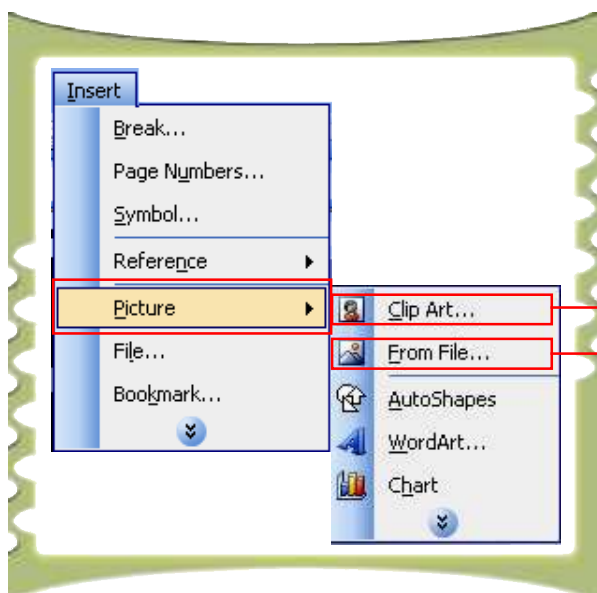 Insert
Break...
Page Numbers...
Symbol...
Reference
Picture
File...
Bookmark...
Clip Art...
From File...
AutoShapes
WordArt...
Chart